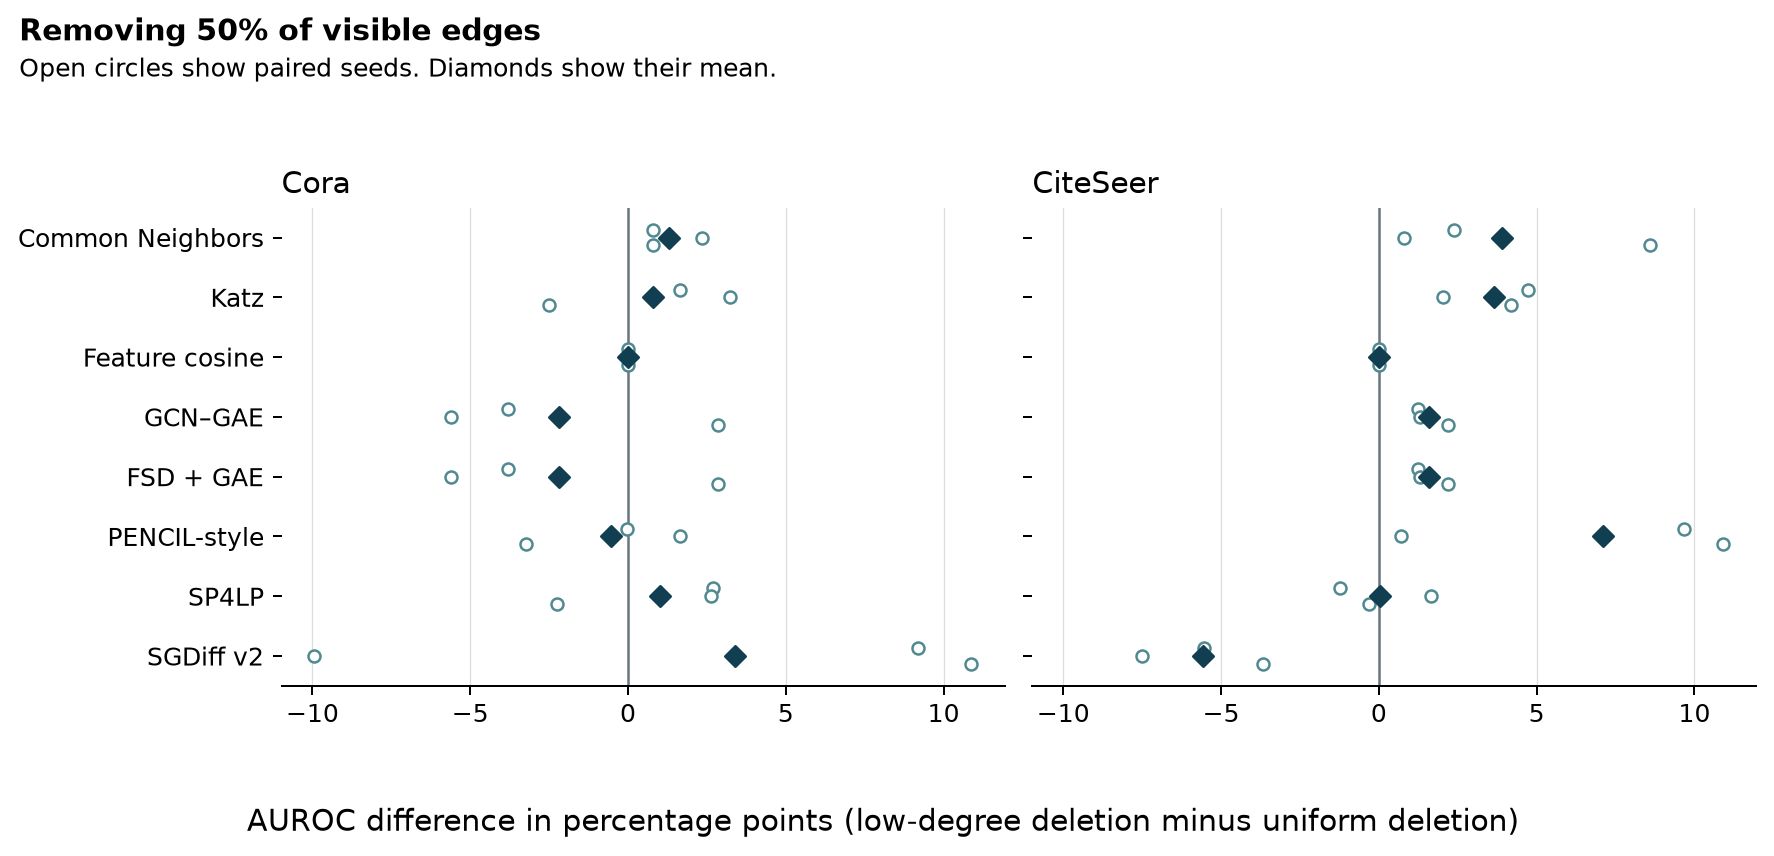 Removing 50% of visible edges
Open circles show paired seeds. Diamonds show their mean.
Cora
CiteSeer
Common Neighbors
Katz
Feature cosine
GCN–GAE
FSD + GAE
PENCIL-style
SP4LP
SGDiff v2
−10 −5 0 5 10
−10 −5 0 5 10
AUROC difference in percentage points (low-degree deletion minus uniform deletion)